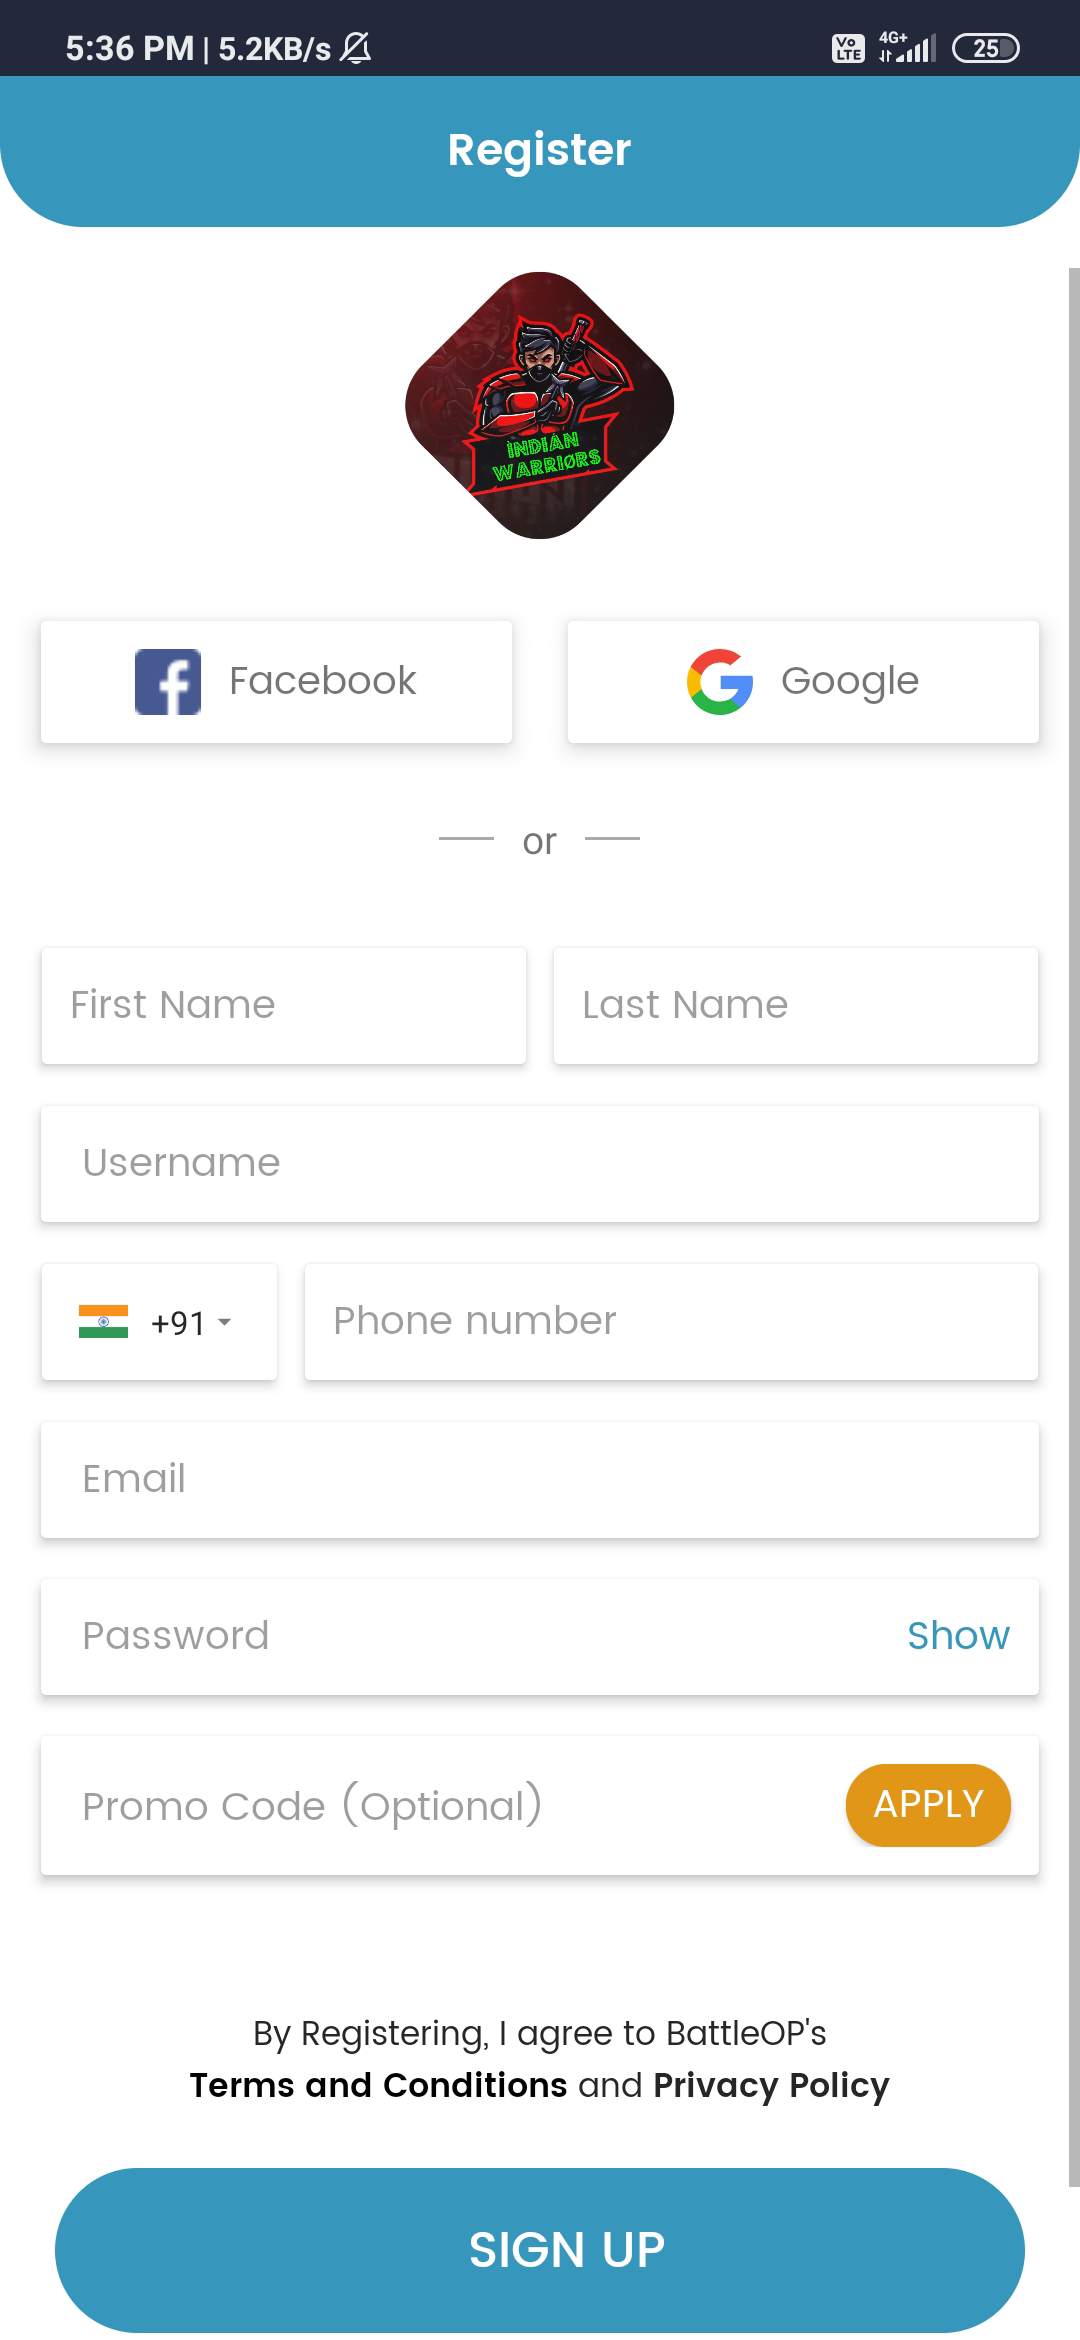 5:36 PM | 5.2KB/s Vo LTE 4G+ 25
Register
INDIAN
WARRIØRS
Facebook Google
or
First Name Last Name
Username
+91 Phone number
Email
Password Show
Promo Code (Optional) APPLY
By Registering, I agree to BattleOP's
Terms and Conditions and Privacy Policy
SIGN UP